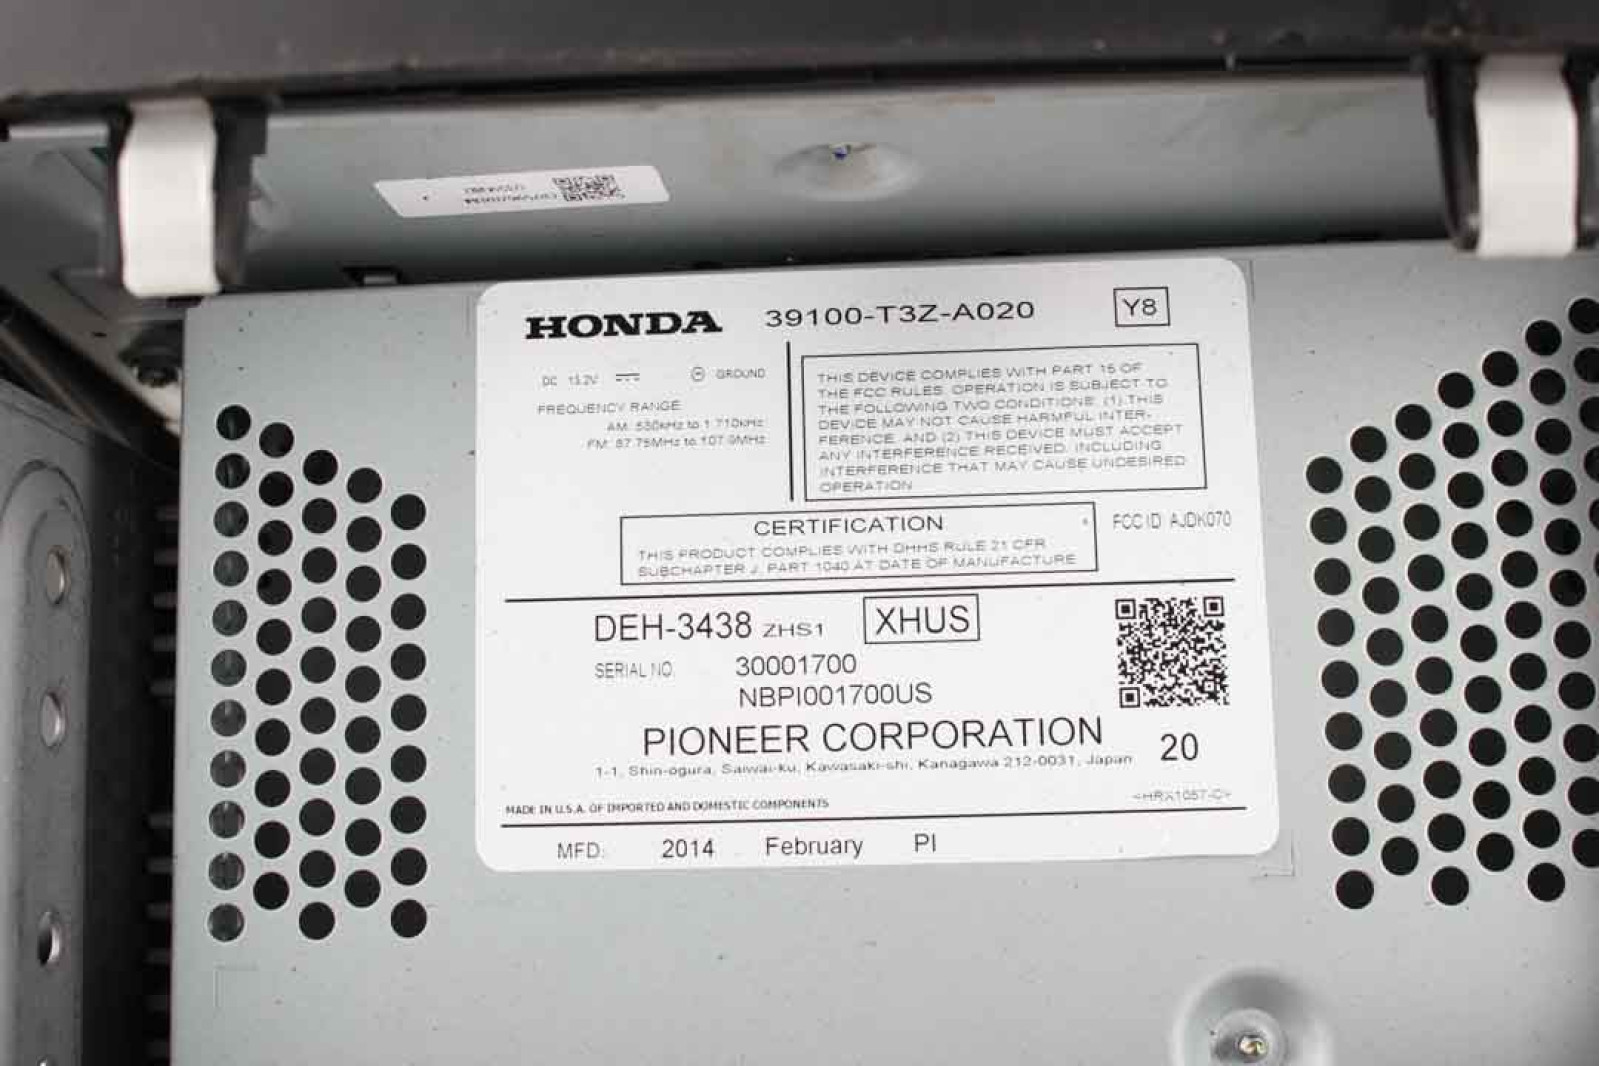 HONDA 39100-T3Z-A020 Y8
DC 13.2V GROUND
FREQUENCY RANGE
AM: 530kHz to 1 710kHz
FM: 87.75MHz to 107.9MHz
THIS DEVICE COMPLIES WITH PART 15 OF
THE FCC RULES. OPERATION IS SUBJECT TO
THE FOLLOWING TWO CONDITIONS: (1) THIS
DEVICE MAY NOT CAUSE HARMFUL INTER-
FERENCE, AND (2) THIS DEVICE MUST ACCEPT
ANY INTERFERENCE RECEIVED, INCLUDING
INTERFERENCE THAT MAY CAUSE UNDESIRED
OPERATION
CERTIFICATION
THIS PRODUCT COMPLIES WITH DHHS RULE 21 CFR
SUBCHAPTER J, PART 1040 AT DATE OF MANUFACTURE
FCC ID: AJDK070
DEH-3438 ZHS1 XHUS
SERIAL NO. 30001700
NBPI001700US
PIONEER CORPORATION 20
1-1, Shin-ogura, Saiwai-ku, Kawasaki-shi, Kanagawa 212-0031, Japan
<HRX1057-C>
MADE IN U.S.A. OF IMPORTED AND DOMESTIC COMPONENTS
MFD: 2014 February PI